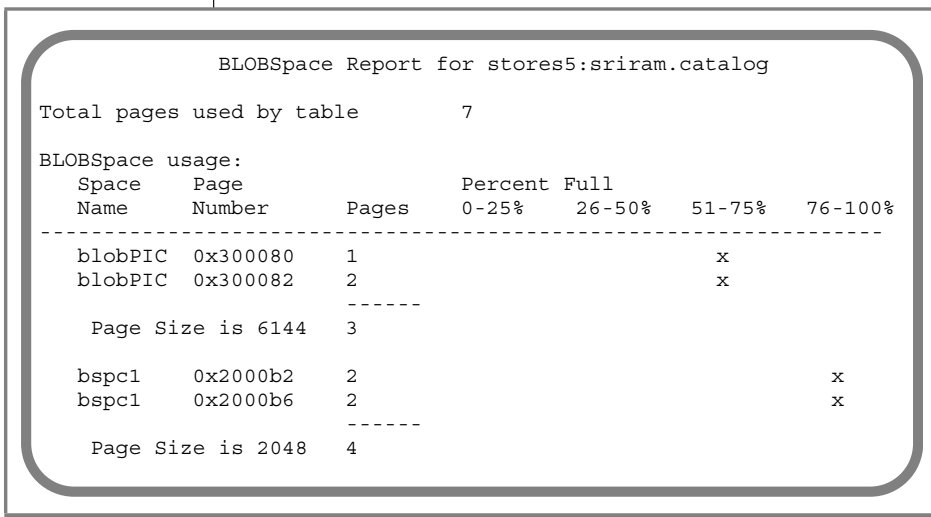 BLOBSpace Report for stores5:sriram.catalog
Total pages used by table 7
BLOBSpace usage:
Space Page Percent Full
Name Number Pages 0-25% 26-50% 51-75% 76-100%
--------------------------------------------------------------------
blobPIC 0x300080 1 x
blobPIC 0x300082 2 x
------
Page Size is 6144 3
bspc1 0x2000b2 2 x
bspc1 0x2000b6 2 x
------
Page Size is 2048 4